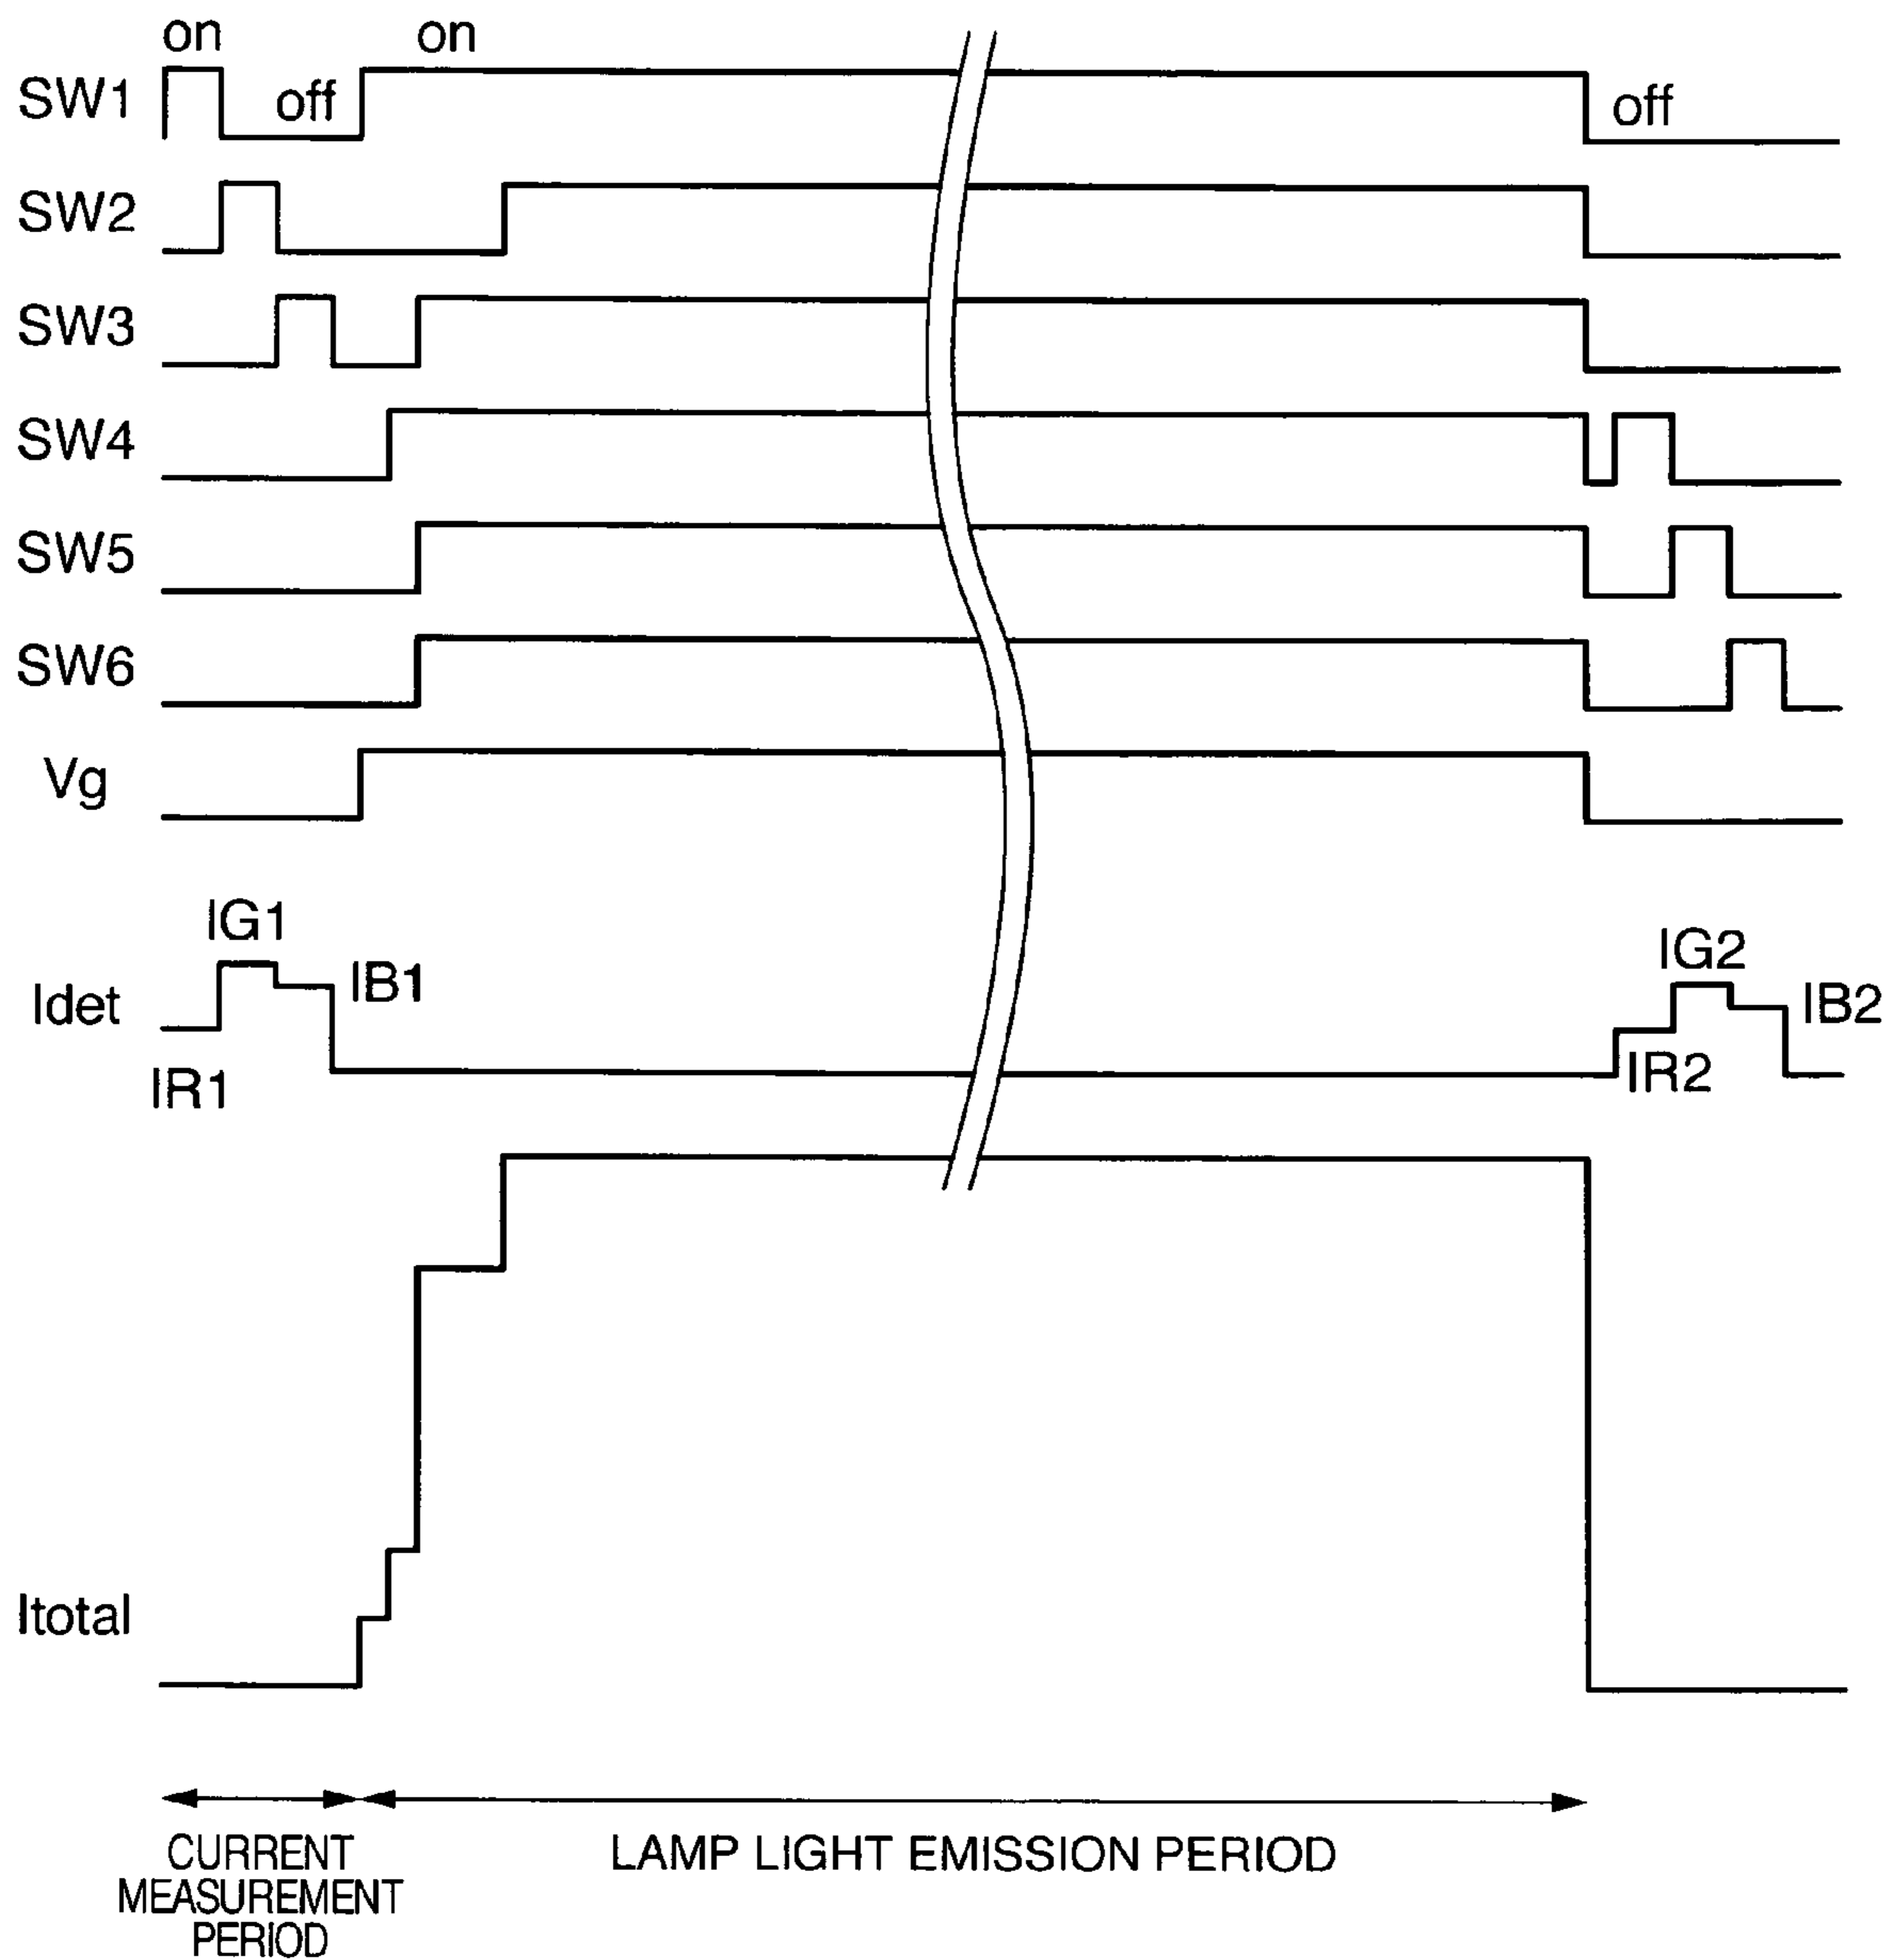 on
on
SW1
off
off
SW2
SW3
SW4
SW5
SW6
Vg
IG1
IG2
Idet
IB1
IB2
IR1
IR2
Itotal
CURRENT
MEASUREMENT
PERIOD
LAMP LIGHT EMISSION PERIOD